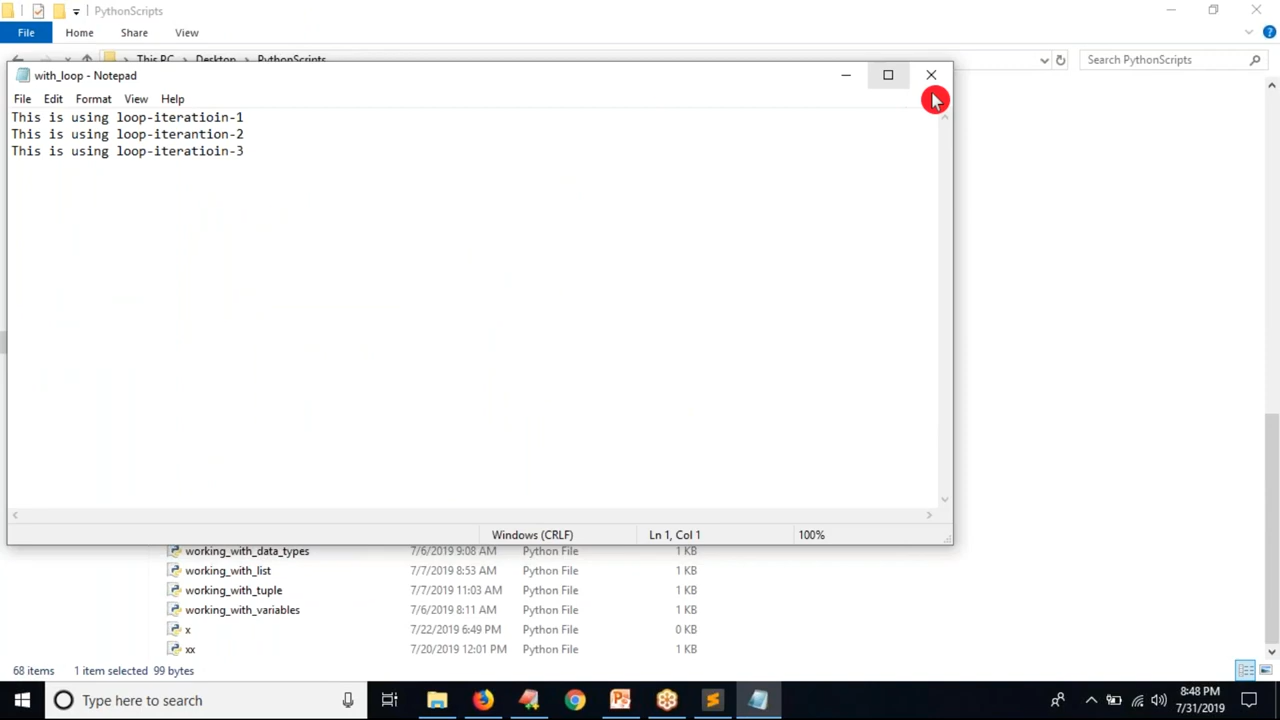 PythonScripts
File Home Share View
This PC Desktop PythonScripts Search PythonScripts
with_loop - Notepad
File Edit Format View Help
This is using loop-iteratioin-1
This is using loop-iterantion-2
This is using loop-iteratioin-3
Windows (CRLF) Ln 1, Col 1 100%
working_with_data_types 7/6/2019 9:08 AM Python File 1 KB
working_with_list 7/7/2019 8:53 AM Python File 1 KB
working_with_tuple 7/7/2019 11:03 AM Python File 1 KB
working_with_variables 7/6/2019 8:11 AM Python File 1 KB
x 7/22/2019 6:49 PM Python File 0 KB
xx 7/20/2019 12:01 PM Python File 1 KB
68 items 1 item selected 99 bytes
Type here to search
8:48 PM
7/31/2019